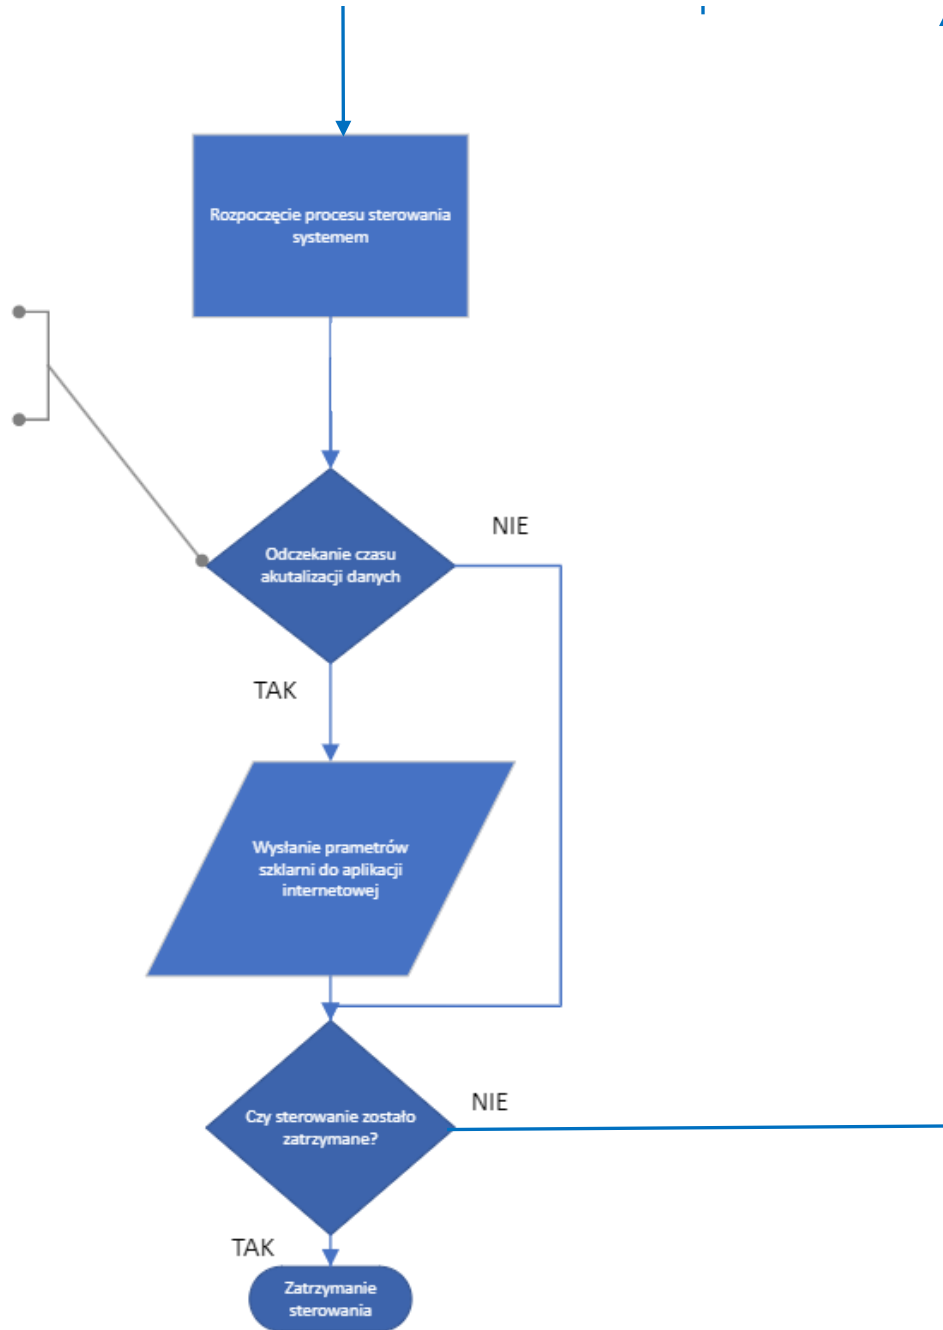 Rozpoczęcie procesu sterowania
systemem
NIE
Odczekanie czasu
akutalizacji danych
TAK
Wysłanie prametrów
szklarni do aplikacji
internetowej
NIE
Czy sterowanie zostało
zatrzymane?
TAK
Zatrzymanie
sterowania